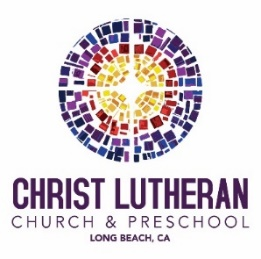 CHRIST LUTHERAN
CHURCH & PRESCHOOL
LONG BEACH, CA